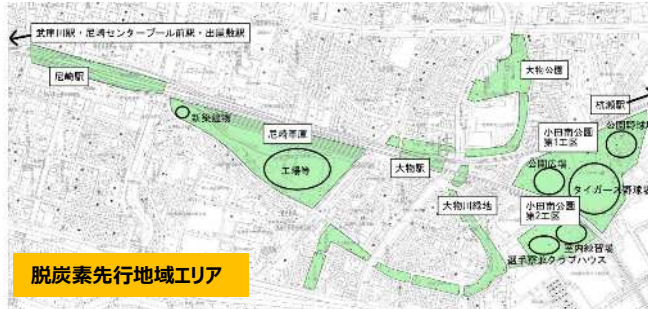 武庫川駅・尼崎センタープール前駅・出屋敷駅
尼崎駅
大物公園
杭瀬駅
新築建物
尼崎車庫
工場等
大物駅
小田南公園
第1工区
公園野球場
公園広場
タイガース野球場
大物川緑地
小田南公園
第2工区
室内練習場
選手寮兼クラブハウス
脱炭素先行地域エリア